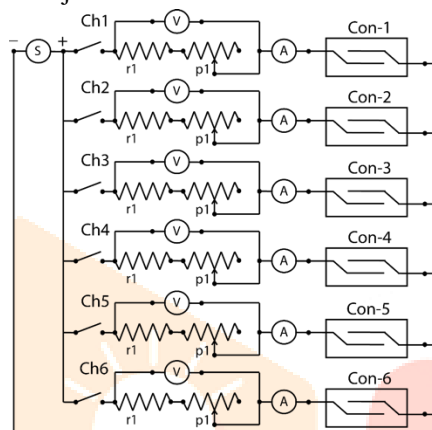 Ch1
V
Con-1
− S +
A
r1
p1
Ch2
V
Con-2
A
r1
p1
Ch3
V
Con-3
A
r1
p1
Ch4
V
Con-4
A
r1
p1
Ch5
V
Con-5
A
r1
p1
Ch6
V
Con-6
A
r1
p1